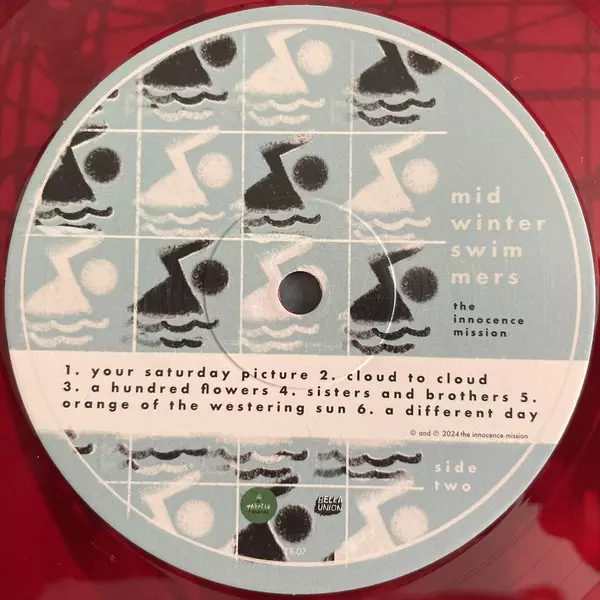 mid
winter
swim
mers
the
innocence
mission
1. your saturday picture 2. cloud to cloud
3. a hundred flowers 4. sisters and brothers 5.
orange of the westering sun 6. a different day
© and ℗ 2024 the innocence mission
side
two
BELLA
UNION